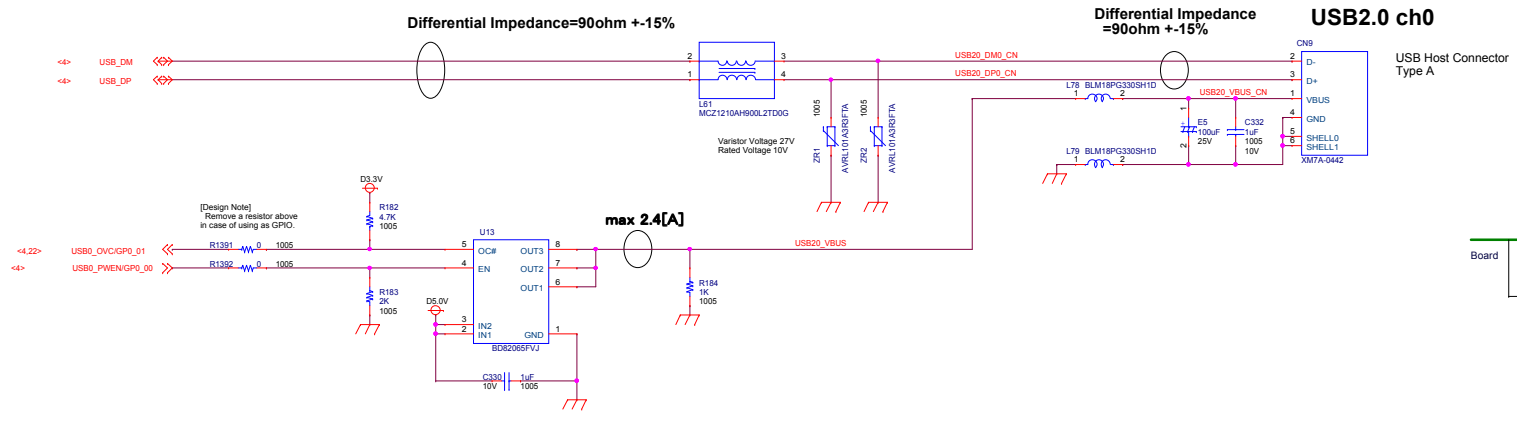 Differential Impedance=90ohm +-15%
Differential Impedance
=90ohm +-15%
USB2.0 ch0
CN9
USB Host Connector
Type A
<4> USB_DM
<4> USB_DP
2 3
1 4
L61
MCZ1210AH900L2TD0G
USB20_DM0_CN
USB20_DP0_CN
2 D-
3 D+
1 VBUS
4 GND
5 SHELL0
6 SHELL1
XM7A-0442
L78 BLM18PG330SH1D
1 2
USB20_VBUS_CN
1
E5
100uF
25V
2
C332
1uF
1005
10V
L79 BLM18PG330SH1D
1 2
Varistor Voltage 27V
Rated Voltage 10V
ZR1
1005
AVRL101A3R3FTA
ZR2
1005
AVRL101A3R3FTA
D3.3V
[Design Note]
Remove a resistor above
in case of using as GPIO.
R182
4.7K
1005
<4,22> USB0_OVC/GP0_01
R1391 0 1005
<4> USB0_PWEN/GP0_00
R1392 0 1005
R183
2K
1005
D5.0V
U13
5 OC#
4 EN
3 IN2
2 IN1
OUT3 8
OUT2 7
OUT1 6
GND 1
BD82065FVJ
C330 1uF
10V 1005
max 2.4[A]
USB20_VBUS
R184
1K
1005
Board